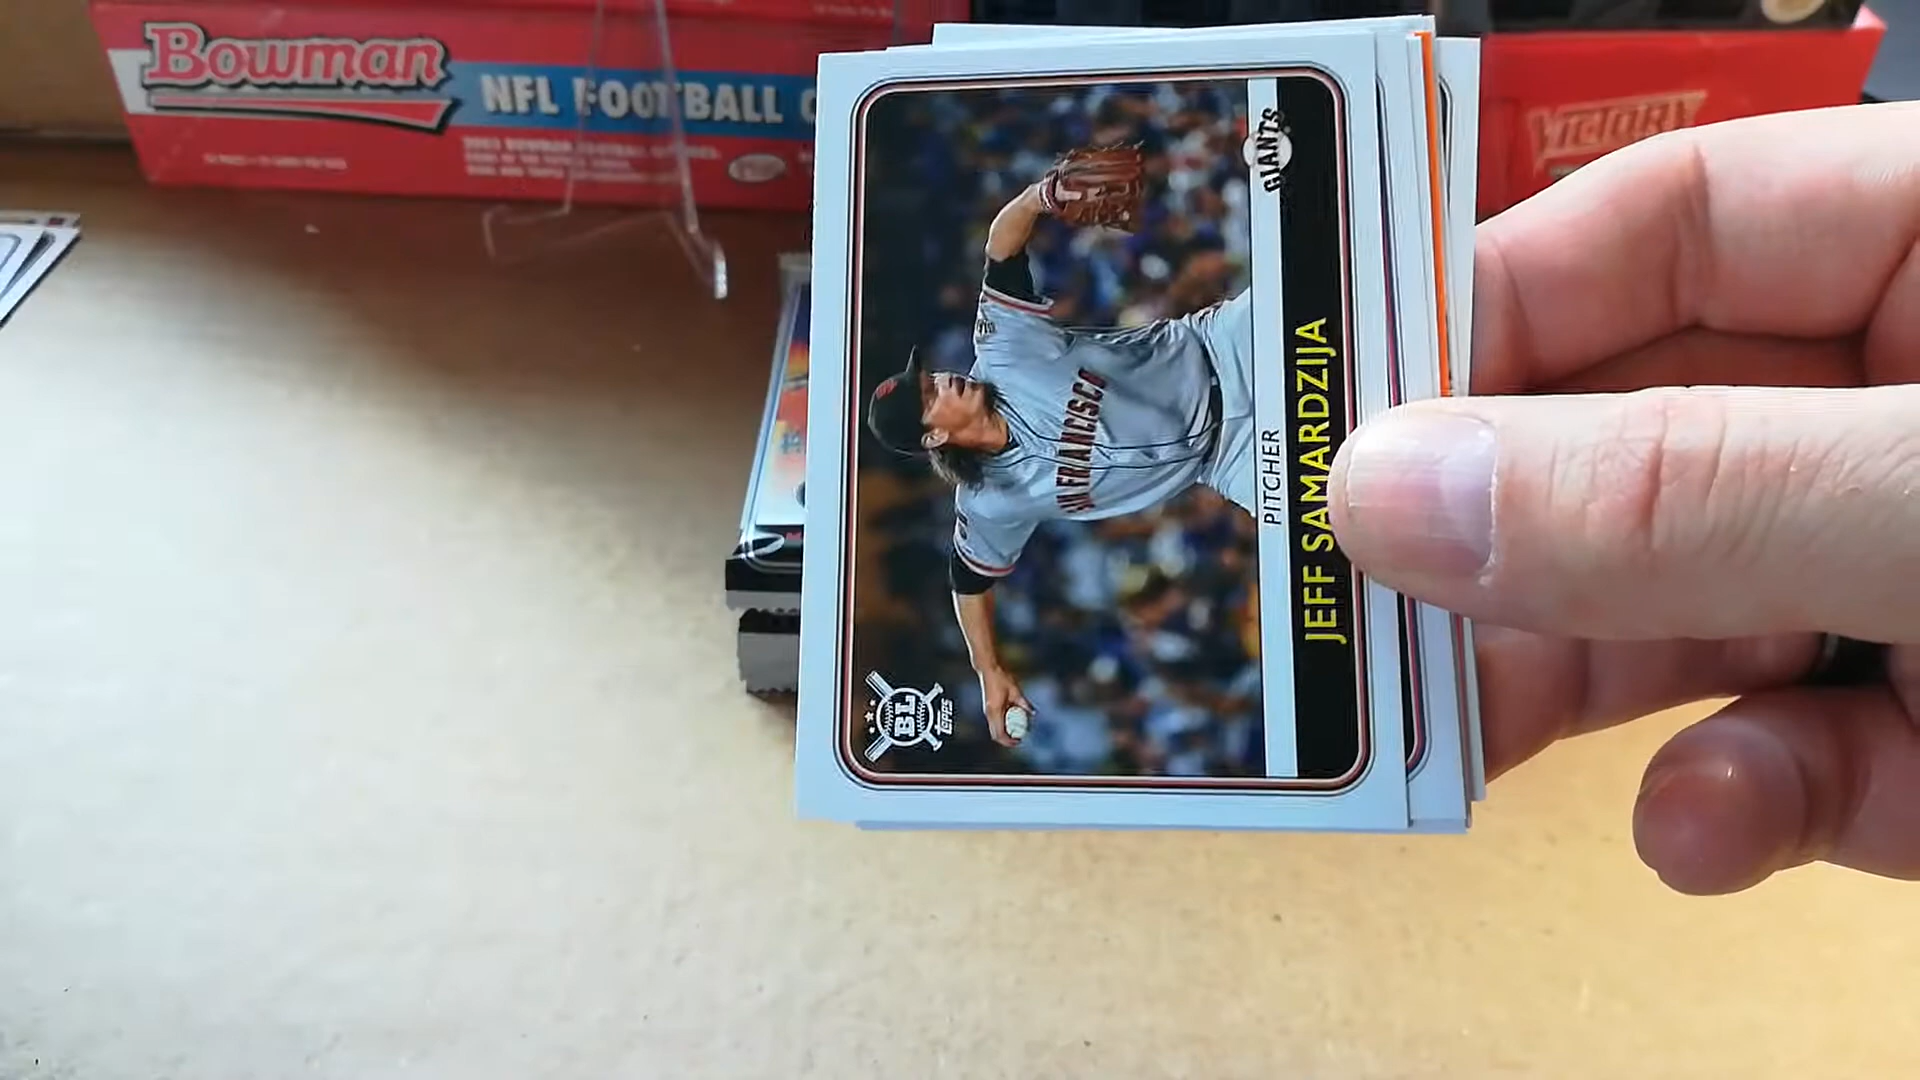 Bowman
NFL FOOTBALL
VICTORY
GIANTS
SAN FRANCISCO
PITCHER
JEFF SAMARDZIJA
BL
TOPPS